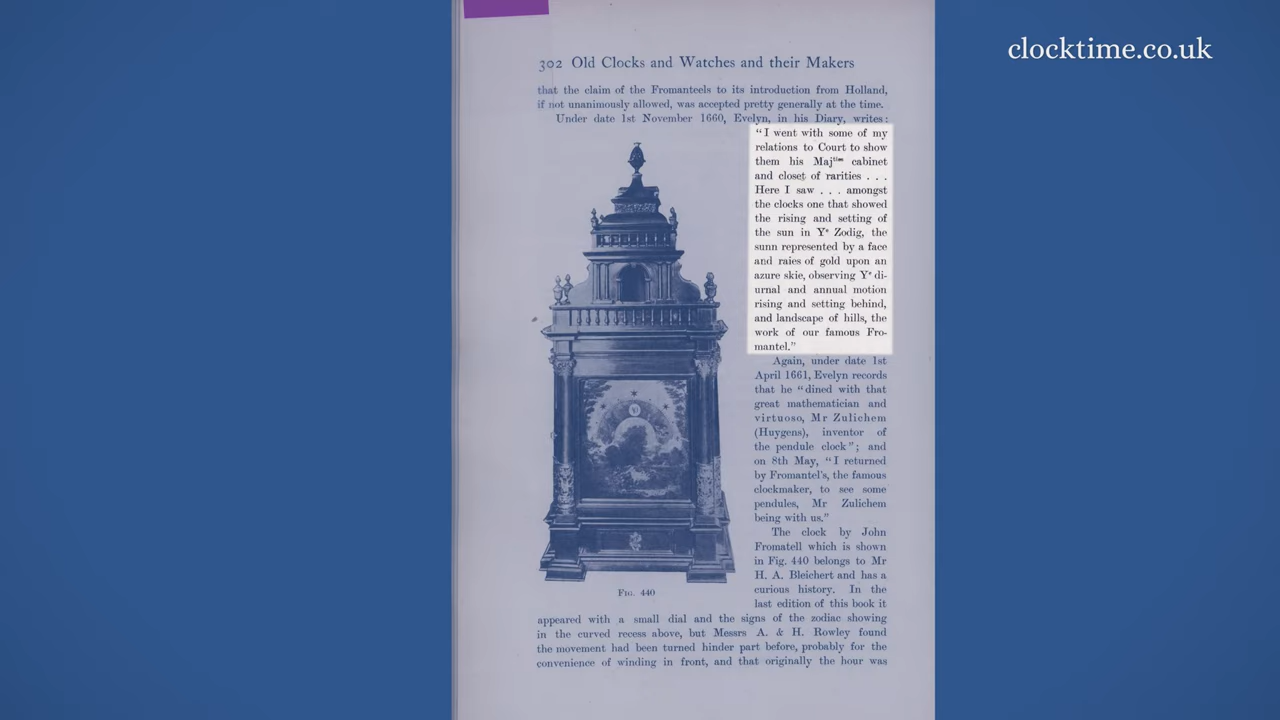 clocktime.co.uk
302 Old Clocks and Watches and their Makers
that the claim of the Fromanteels to its introduction from Holland,
if not unanimously allowed, was accepted pretty generally at the time.
Under date 1st November 1660, Evelyn, in his Diary, writes:
“I went with some of my
relations to Court to show
them his Majties cabinet
and closet of rarities . . .
Here I saw . . . amongst
the clocks one that showed
the rising and setting of
the sun in Ye Zodig, the
sunn represented by a face
and raies of gold upon an
azure skie, observing Ye di-
urnal and annual motion
rising and setting behind,
and landscape of hills, the
work of our famous Fro-
mantel.”
Again, under date 1st
April 1661, Evelyn records
that he “dined with that
great mathematician and
virtuoso, Mr Zulichem
(Huygens), inventor of
the pendule clock”; and
on 8th May, “I returned
by Fromantel's, the famous
clockmaker, to see some
pendules, Mr Zulichem
being with us.”
The clock by John
Fromatell which is shown
in Fig. 440 belongs to Mr
H. A. Bleichert and has a
curious history. In the
last edition of this book it
Fig. 440
appeared with a small dial and the signs of the zodiac showing
in the curved recess above, but Messrs A. & H. Rowley found
the movement had been turned hinder part before, probably for the
convenience of winding in front, and that originally the hour was